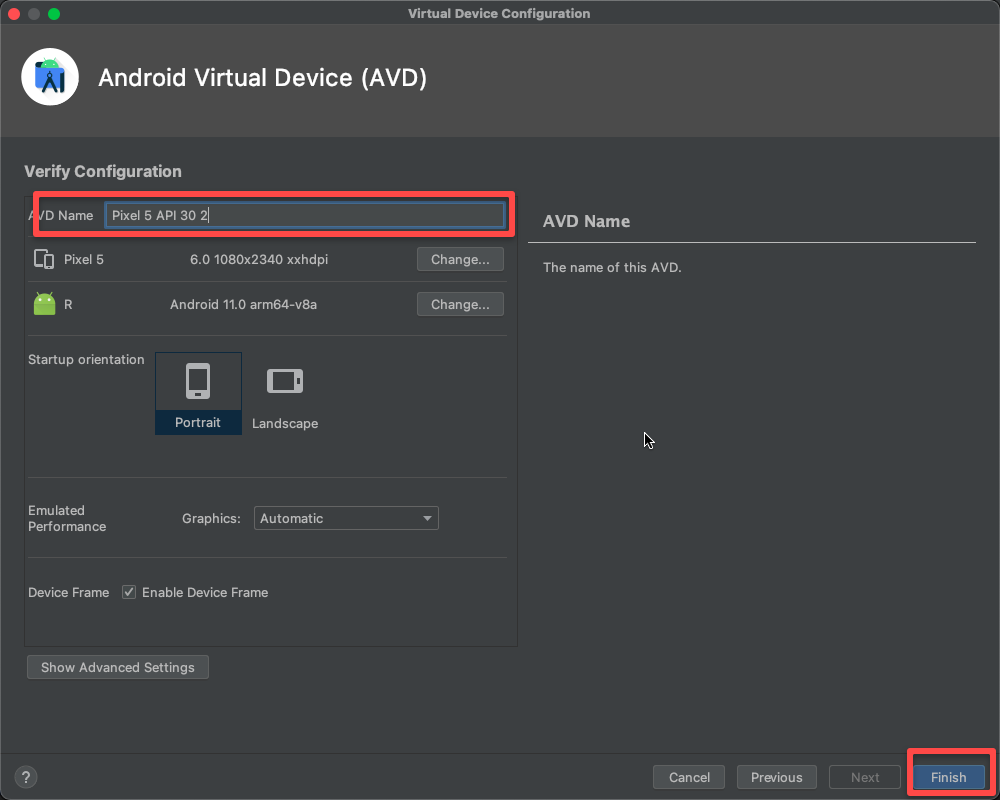 Virtual Device Configuration
Android Virtual Device (AVD)
Verify Configuration
AVD Name Pixel 5 API 30 2
Pixel 5 6.0 1080x2340 xxhdpi Change...
R Android 11.0 arm64-v8a Change...
Startup orientation
Portrait Landscape
Emulated
Performance
Graphics: Automatic
Device Frame Enable Device Frame
Show Advanced Settings
AVD Name
The name of this AVD.
? Cancel Previous Next Finish